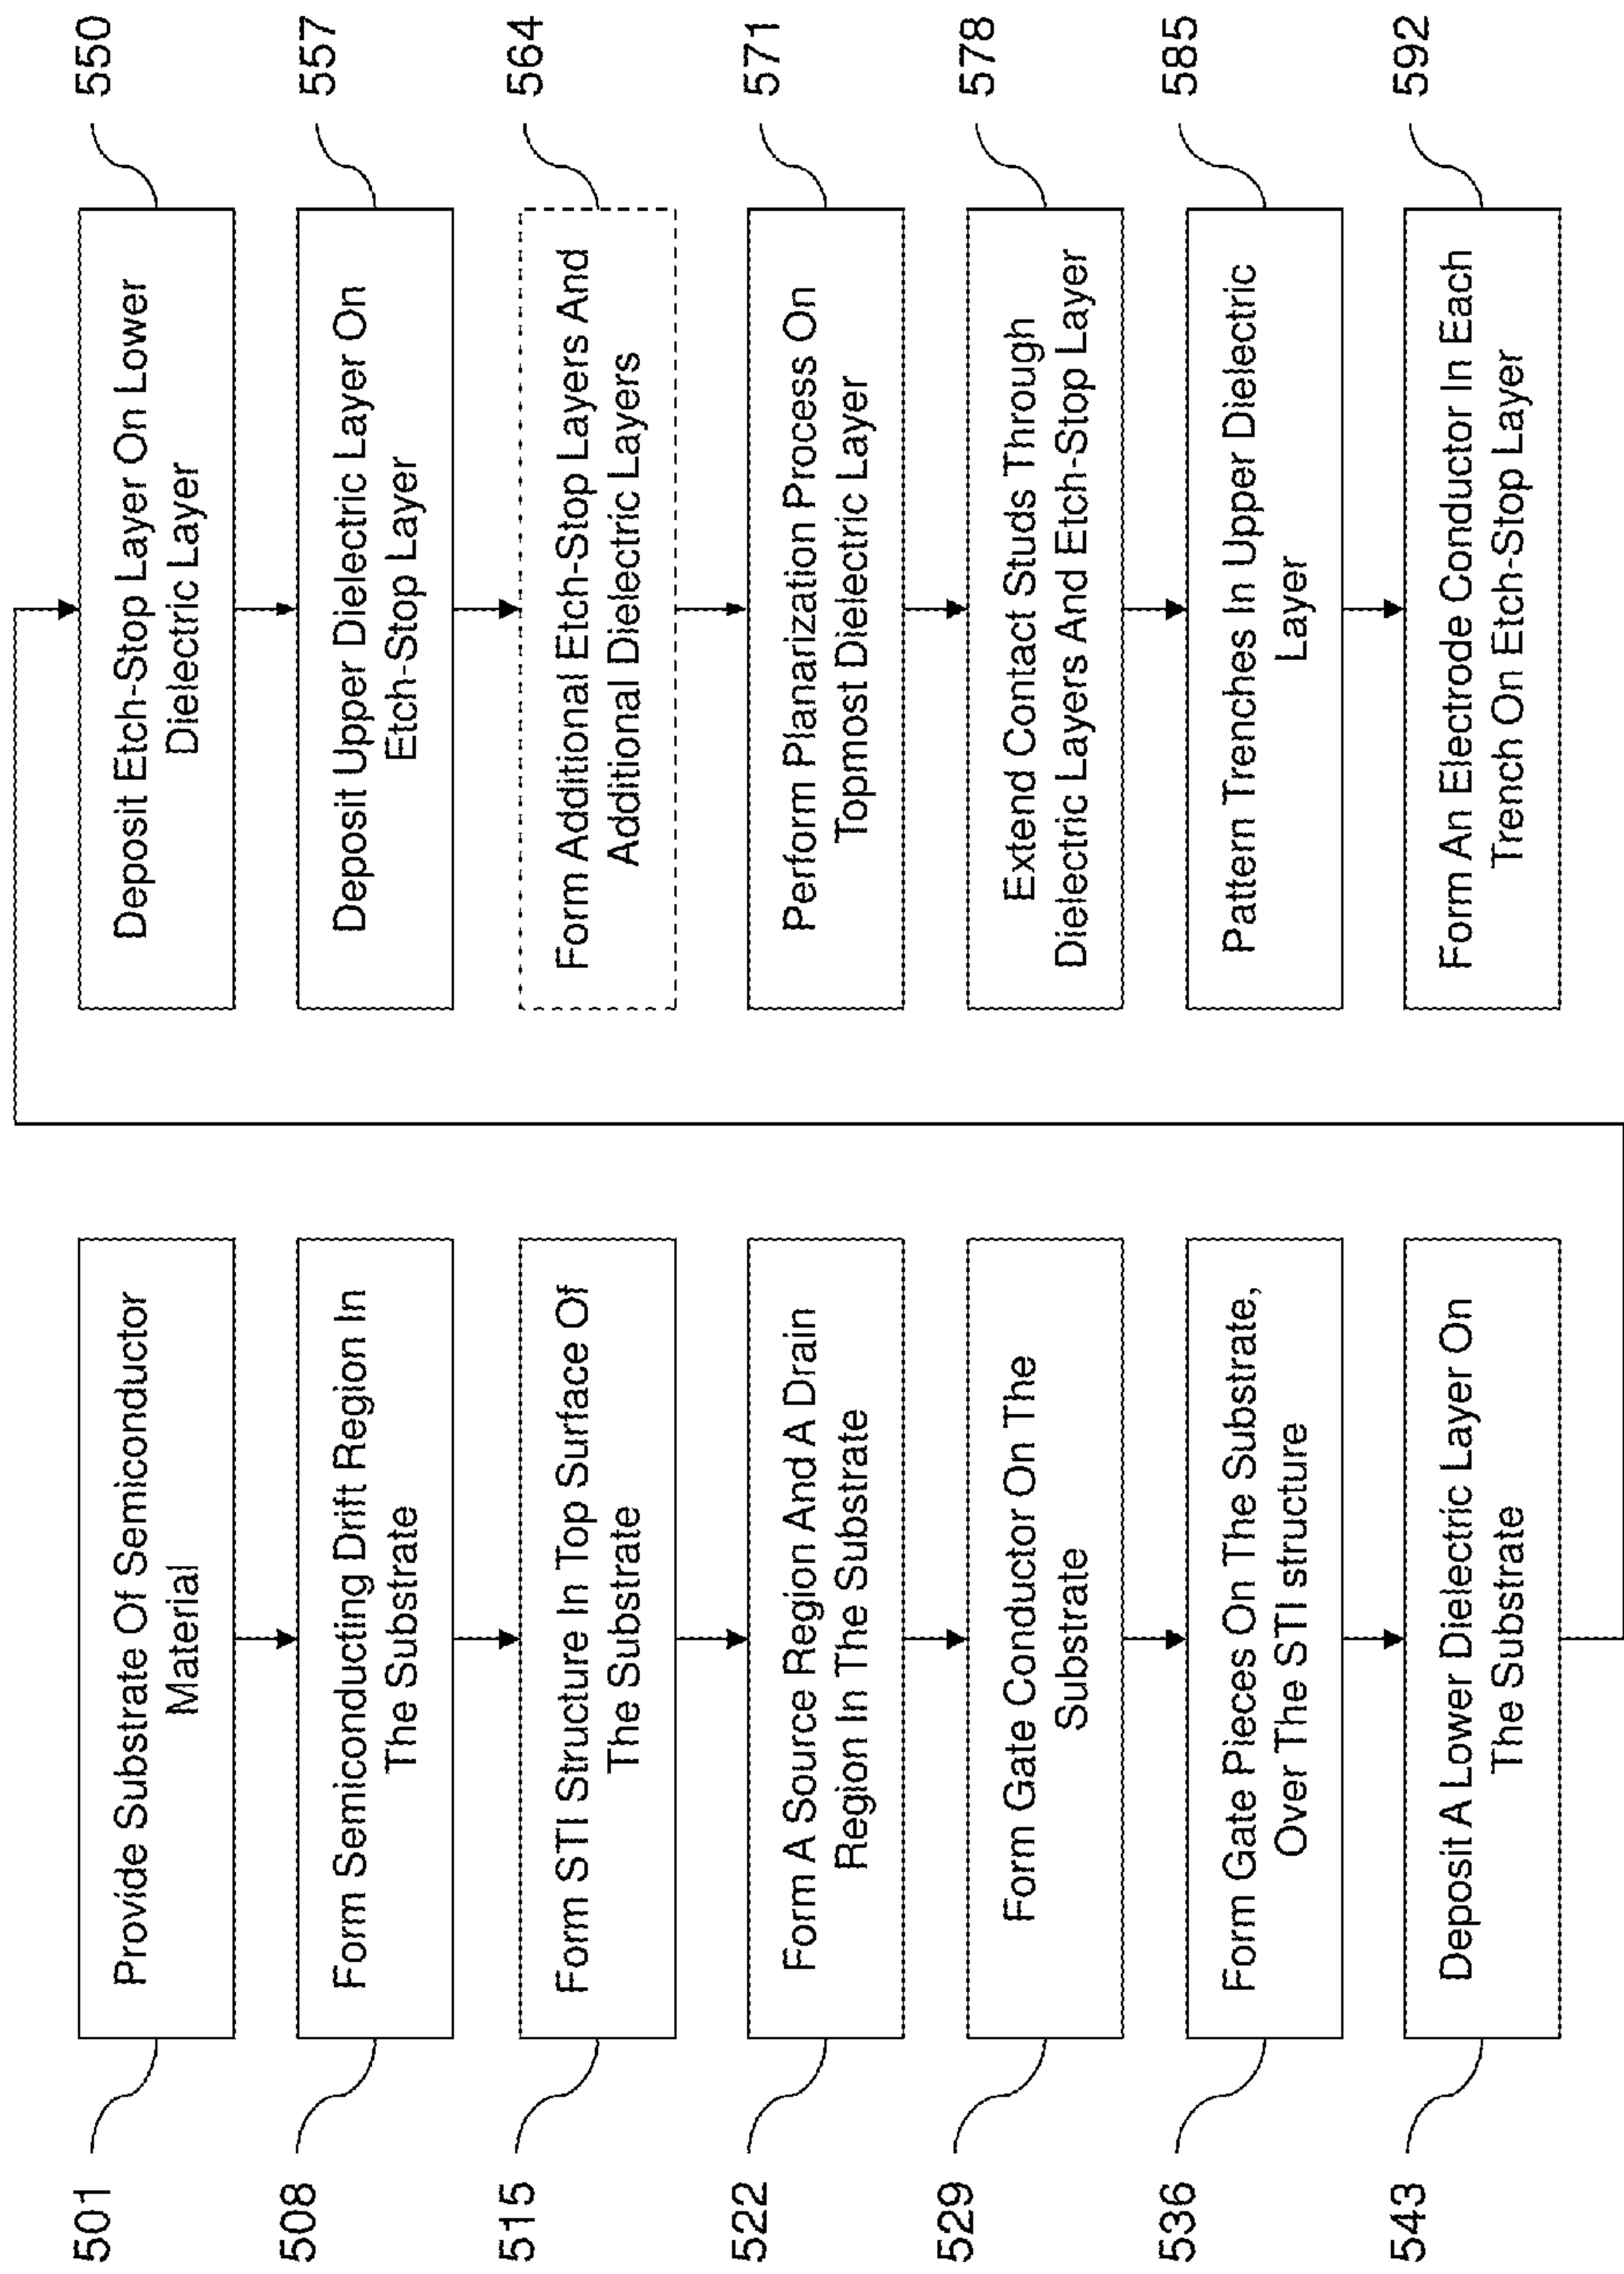 501
Provide Substrate Of Semiconductor
Material
508
Form Semiconducting Drift Region In
The Substrate
515
Form STI Structure In Top Surface Of
The Substrate
522
Form A Source Region And A Drain
Region In The Substrate
529
Form Gate Conductor On The
Substrate
536
Form Gate Pieces On The Substrate,
Over The STI structure
543
Deposit A Lower Dielectric Layer On
The Substrate
550
Deposit Etch-Stop Layer On Lower
Dielectric Layer
557
Deposit Upper Dielectric Layer On
Etch-Stop Layer
564
Form Additional Etch-Stop Layers And
Additional Dielectric Layers
571
Perform Planarization Process On
Topmost Dielectric Layer
578
Extend Contact Studs Through
Dielectric Layers And Etch-Stop Layer
585
Pattern Trenches In Upper Dielectric
Layer
592
Form An Electrode Conductor In Each
Trench On Etch-Stop Layer